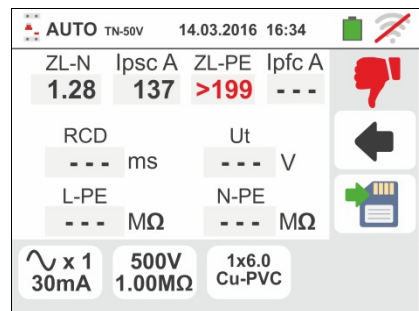 AUTO TN-50V 14.03.2016 16:34
ZL-N Ipsc A ZL-PE Ipfc A
1.28 137 >199 - - -
RCD Ut
- - - ms - - - V
L-PE N-PE
- - - MΩ - - - MΩ
x 1 500V 1x6.0
30mA 1.00MΩ Cu-PVC